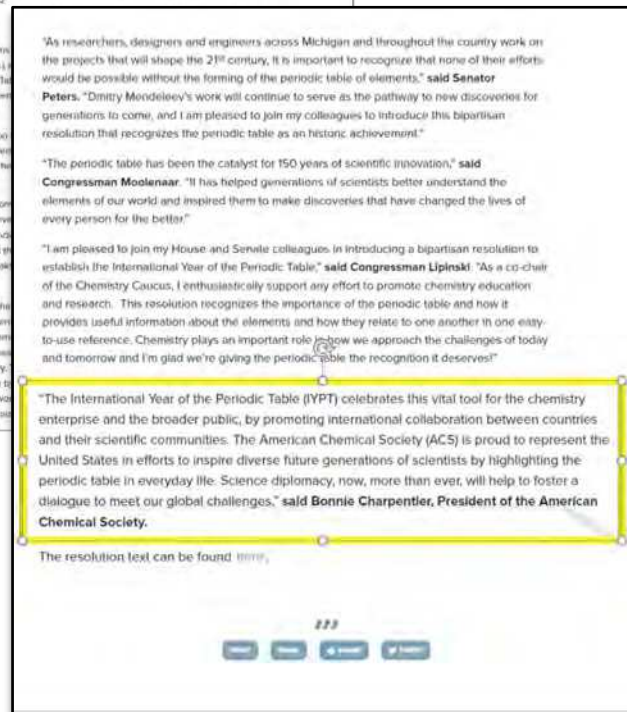 "As researchers, designers and engineers across Michigan and throughout the country work on
the projects that will shape the 21st century, it is important to recognize that none of their efforts
would be possible without the forming of the periodic table of elements," said Senator
Peters. "Dmitry Mendeleev's work will continue to serve as the pathway to new discoveries for
generations to come, and I am pleased to join my colleagues to introduce this bipartisan
resolution that recognizes the periodic table as an historic achievement."
"The periodic table has been the catalyst for 150 years of scientific innovation," said
Congressman Moolenaar. "It has helped generations of scientists better understand the
elements of our world and inspired them to make discoveries that have changed the lives of
every person for the better."
"I am pleased to join my House and Senate colleagues in introducing a bipartisan resolution to
establish the International Year of the Periodic Table," said Congressman Lipinski. "As a co-chair
of the Chemistry Caucus, I enthusiastically support any effort to promote chemistry education
and research. This resolution recognizes the importance of the periodic table and how it
provides useful information about the elements and how they relate to one another in one easy-
to-use reference. Chemistry plays an important role in how we approach the challenges of today
and tomorrow and I'm glad we're giving the periodic table the recognition it deserves!"
"The International Year of the Periodic Table (IYPT) celebrates this vital tool for the chemistry
enterprise and the broader public, by promoting international collaboration between countries
and their scientific communities. The American Chemical Society (ACS) is proud to represent the
United States in efforts to inspire diverse future generations of scientists by highlighting the
periodic table in everyday life. Science diplomacy, now, more than ever, will help to foster a
dialogue to meet our global challenges," said Bonnie Charpentier, President of the American
Chemical Society.
The resolution text can be found here.
###